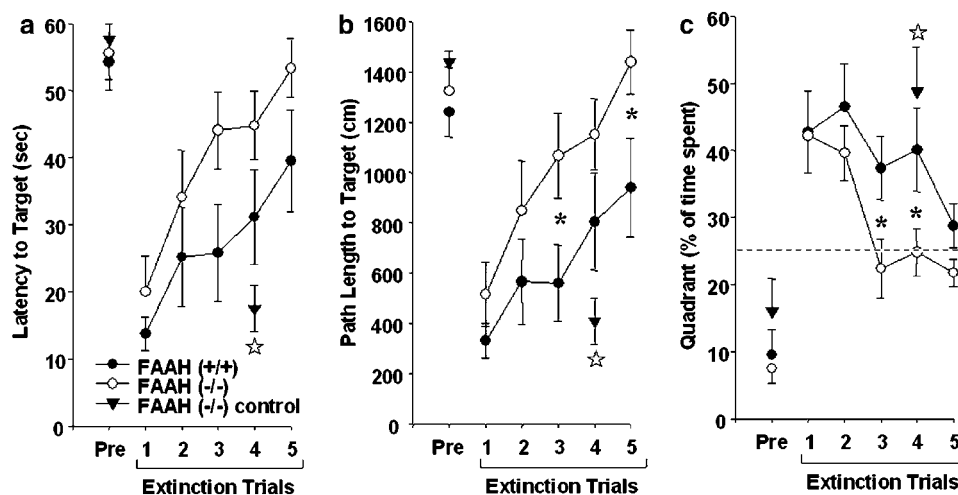 a
60
50
40
30
20
10
0
Latency to Target (sec)
FAAH (+/+)
FAAH (-/-)
FAAH (-/-) control
Pre 1 2 3 4 5
Extinction Trials
b
1600
1400
1200
1000
800
600
400
200
0
Path Length to Target (cm)
*
*
Pre 1 2 3 4 5
Extinction Trials
c
60
50
40
30
20
10
0
Quadrant (% of time spent)
* *
Pre 1 2 3 4 5
Extinction Trials